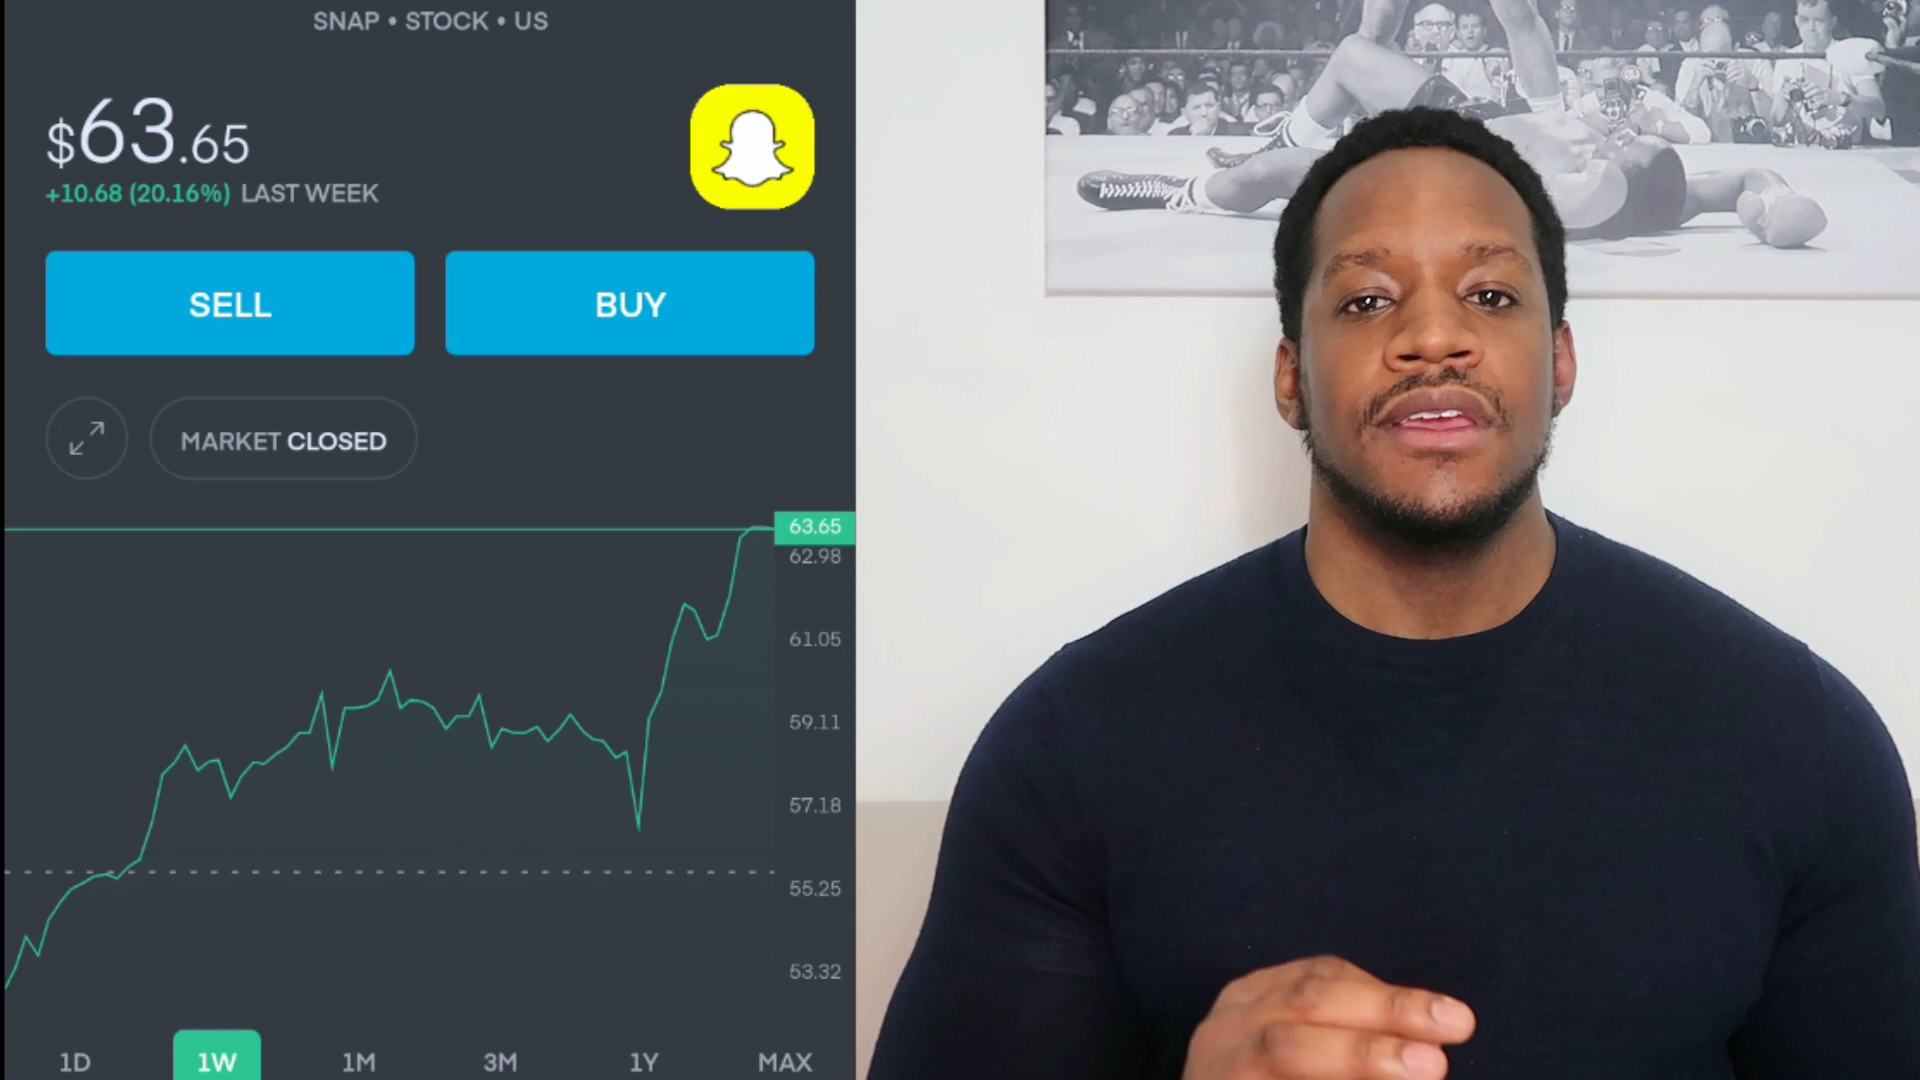 SNAP • STOCK • US
$63.65
+10.68 (20.16%) LAST WEEK
SELL
BUY
MARKET CLOSED
63.65
62.98
61.05
59.11
57.18
55.25
53.32
1D
1W
1M
3M
1Y
MAX